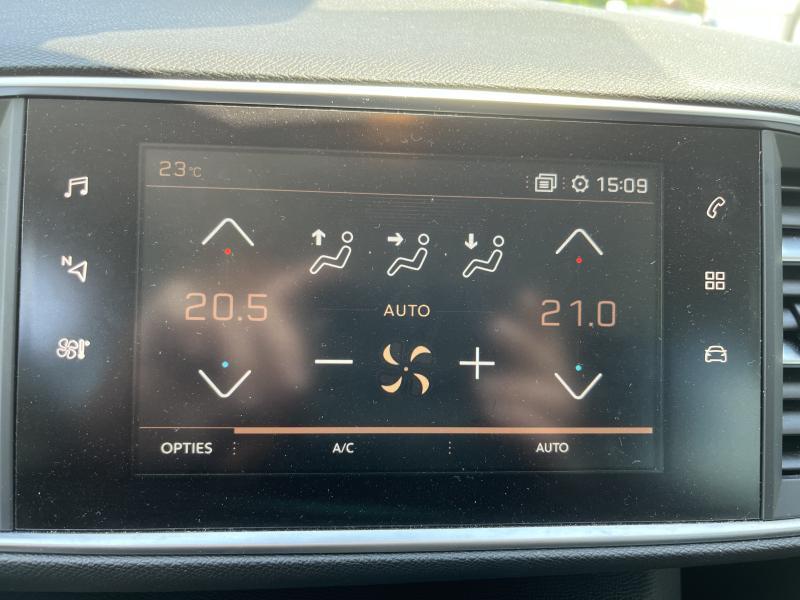 23°C
15:09
N
20.5
AUTO
21.0
OPTIES
A/C
AUTO